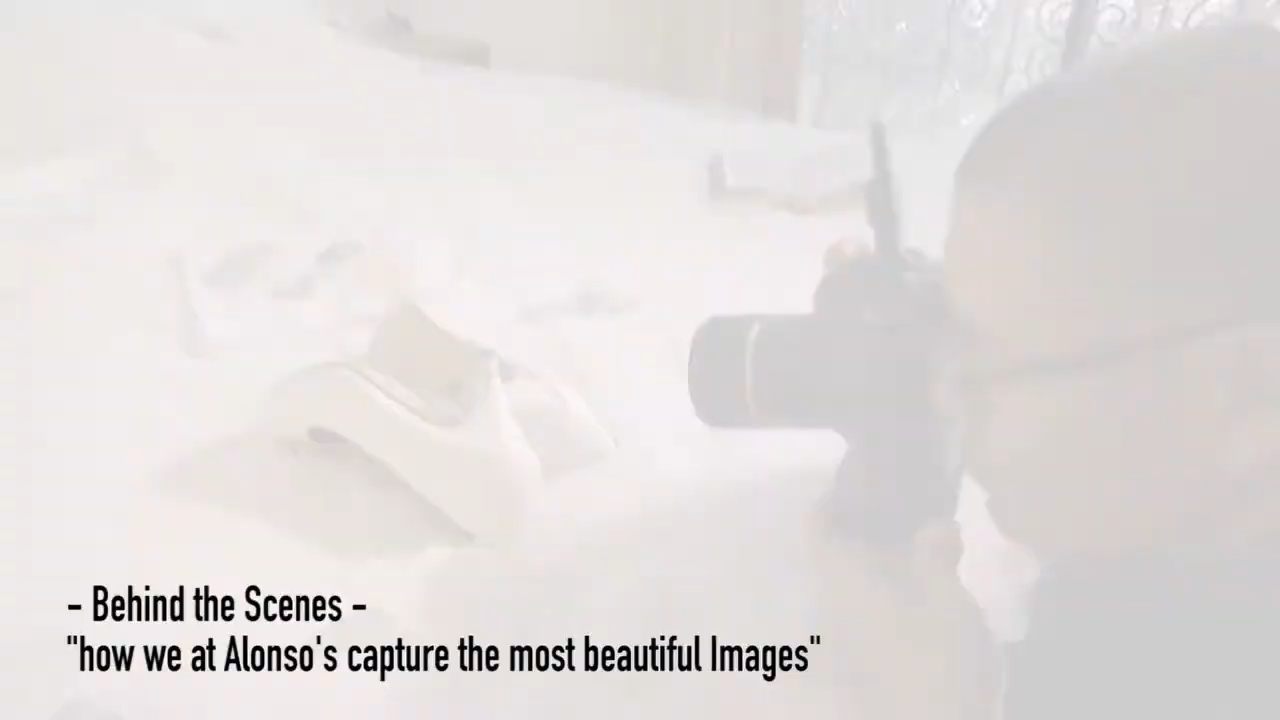 - Behind the Scenes -
"how we at Alonso's capture the most beautiful Images"